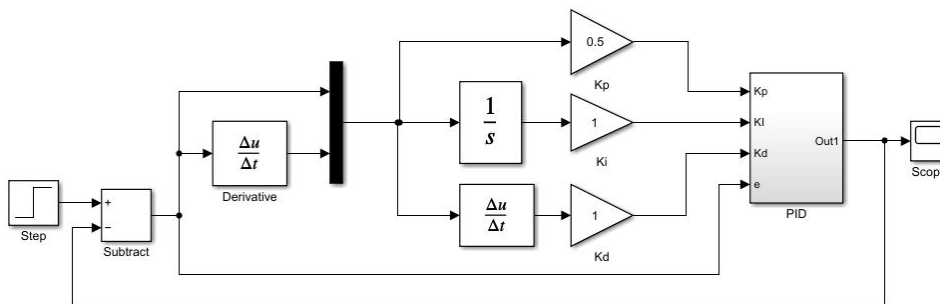 0.5
Kp
1
s
1
Ki
Δu
Δt
Derivative
Δu
Δt
1
Kd
+
−
Step
Subtract
Kp
KI
Kd
e
Out1
PID
Scop